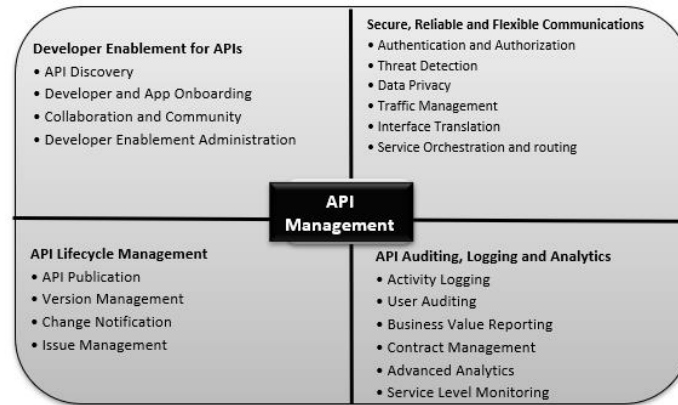 Developer Enablement for APIs
• API Discovery
• Developer and App Onboarding
• Collaboration and Community
• Developer Enablement Administration
Secure, Reliable and Flexible Communications
• Authentication and Authorization
• Threat Detection
• Data Privacy
• Traffic Management
• Interface Translation
• Service Orchestration and routing
API
Management
API Lifecycle Management
• API Publication
• Version Management
• Change Notification
• Issue Management
API Auditing, Logging and Analytics
• Activity Logging
• User Auditing
• Business Value Reporting
• Contract Management
• Advanced Analytics
• Service Level Monitoring